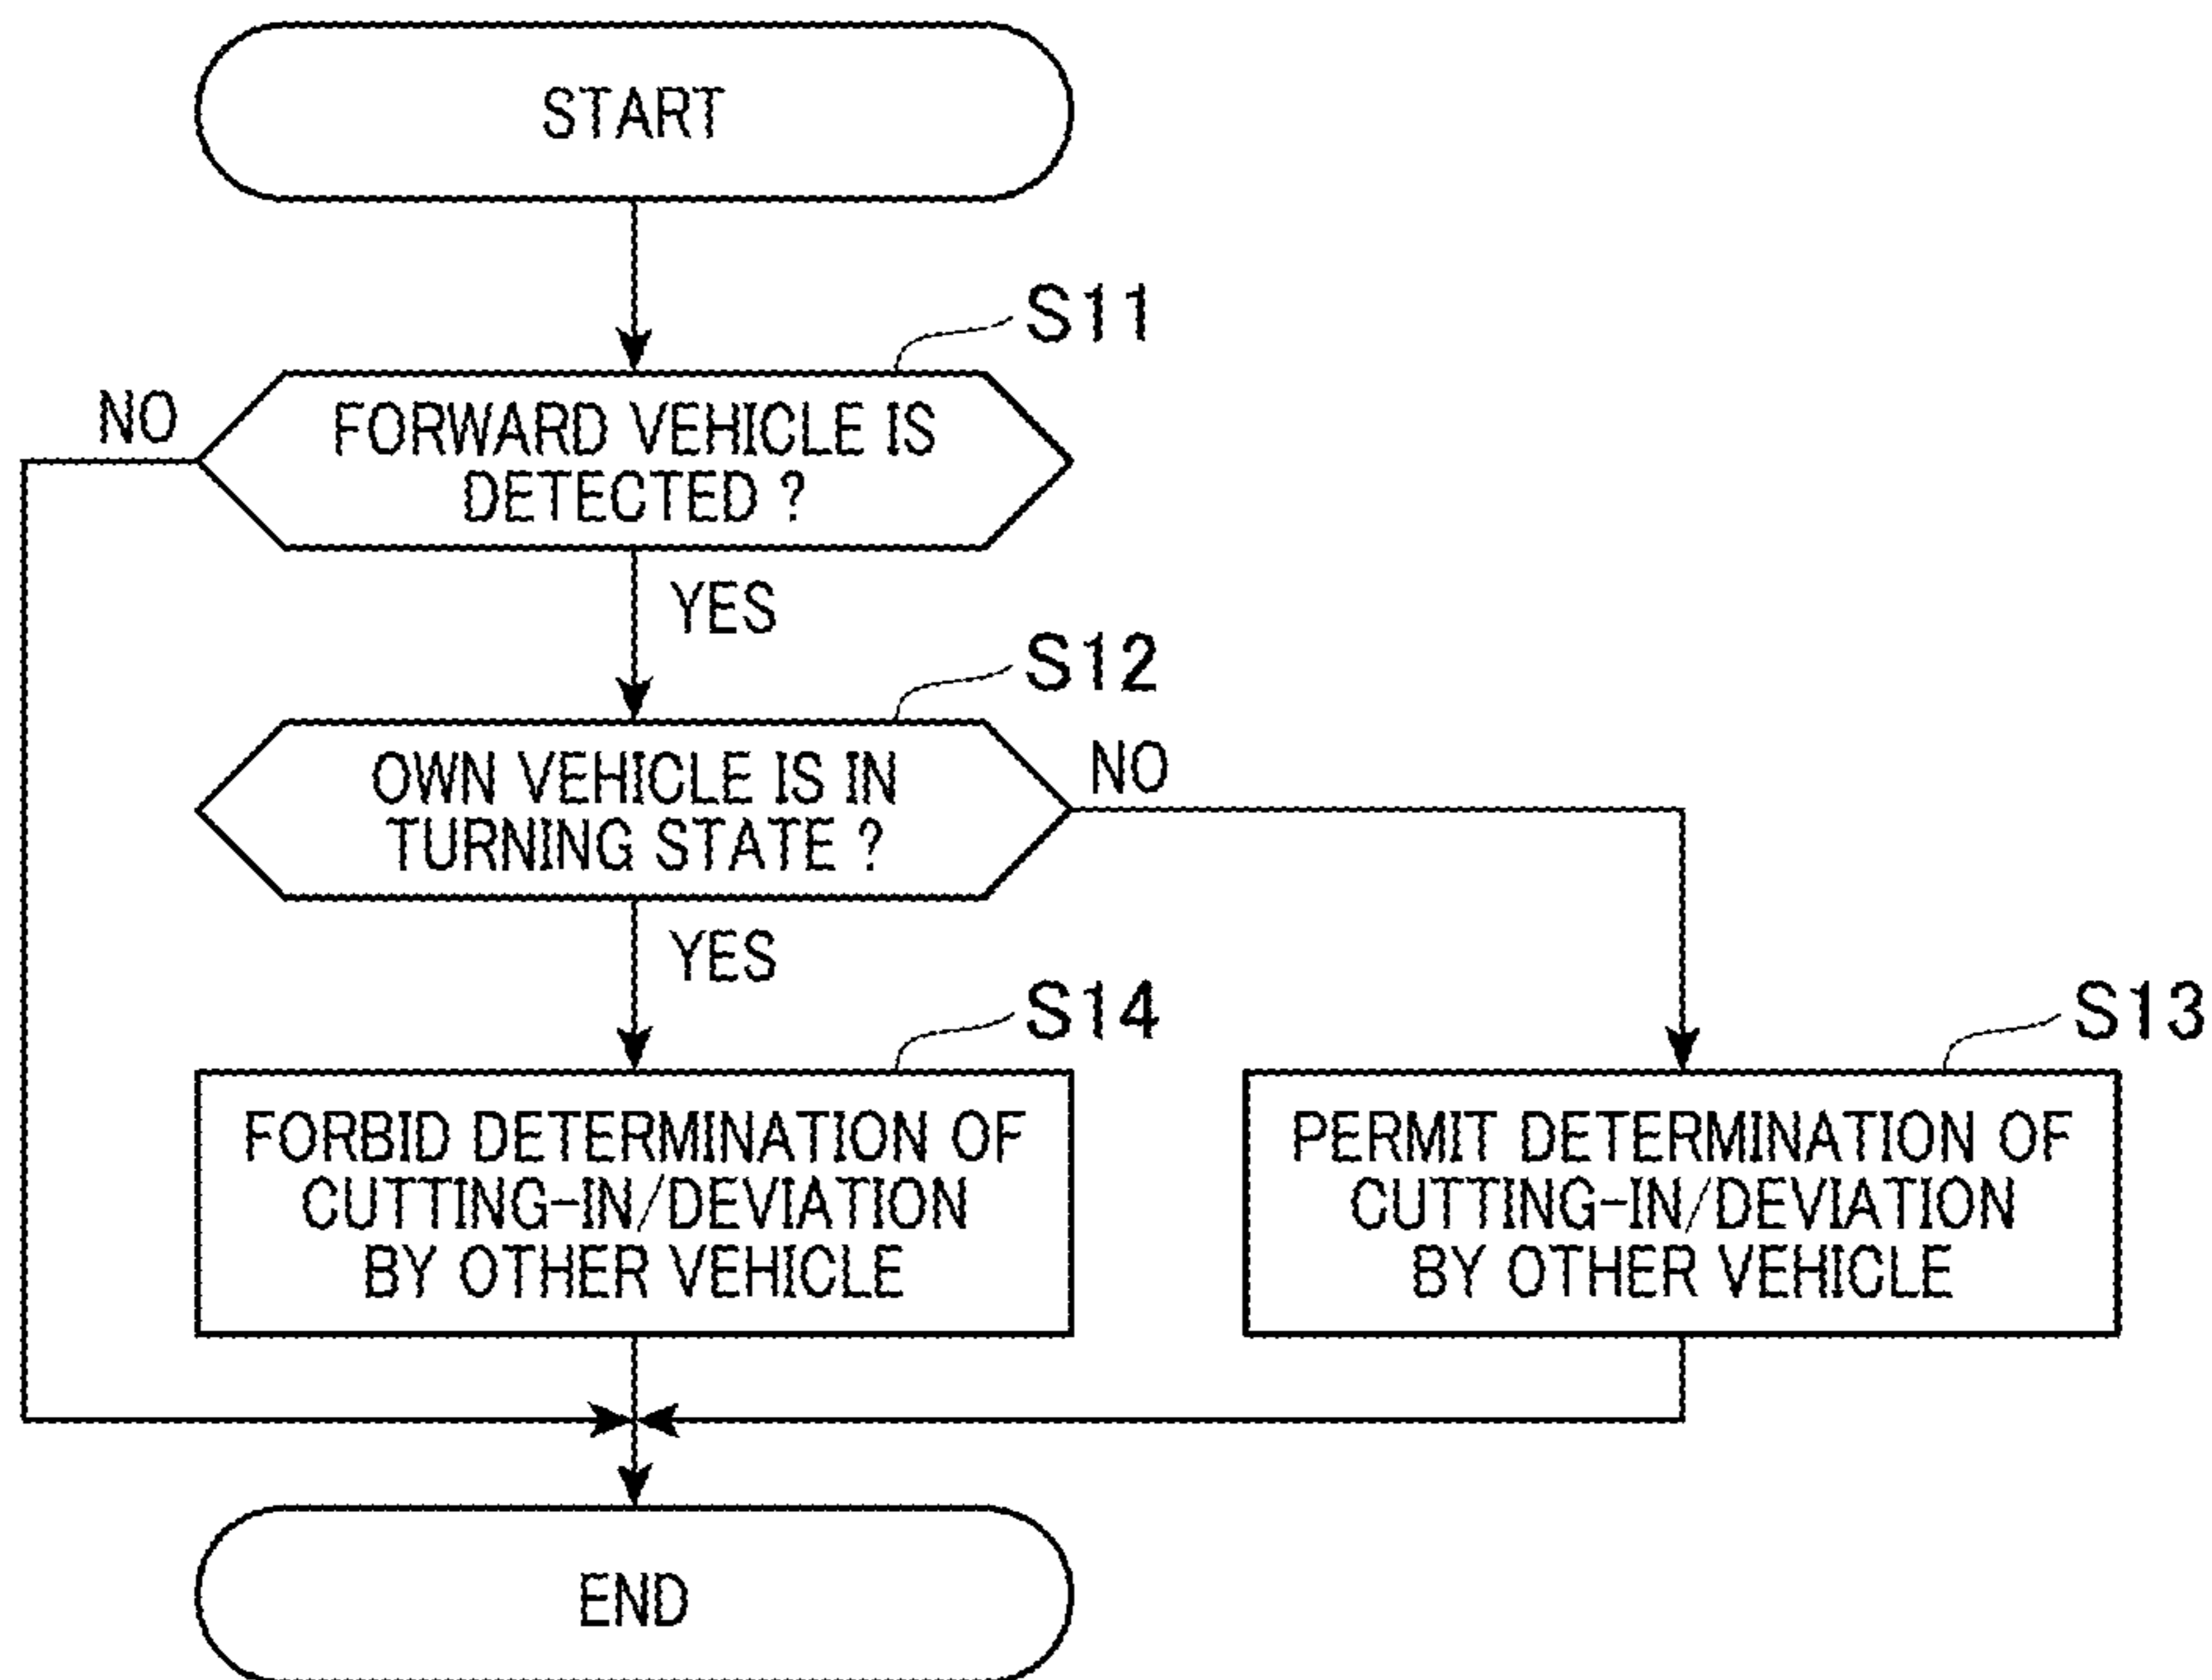 START
S11
NO
FORWARD VEHICLE IS
DETECTED ?
YES
S12
OWN VEHICLE IS IN
TURNING STATE ?
NO
YES
S14
FORBID DETERMINATION OF
CUTTING-IN/DEVIATION
BY OTHER VEHICLE
S13
PERMIT DETERMINATION OF
CUTTING-IN/DEVIATION
BY OTHER VEHICLE
END